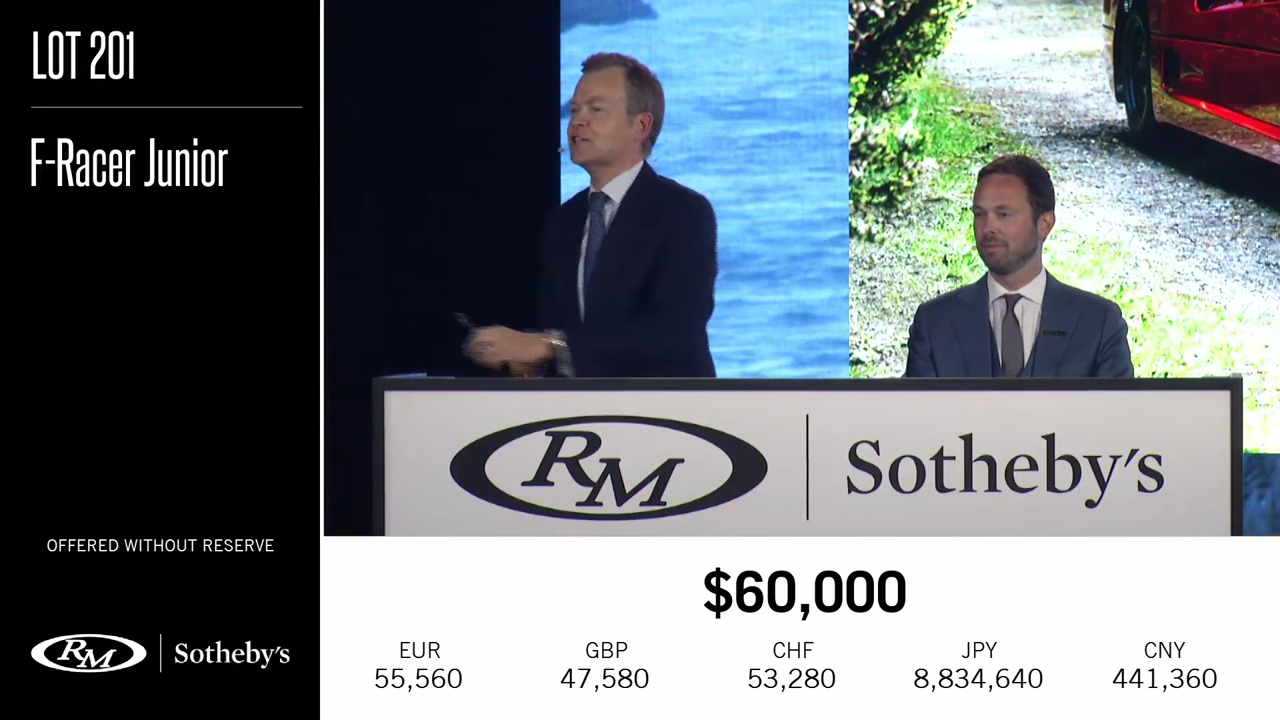 LOT 201
F-Racer Junior
OFFERED WITHOUT RESERVE
RM | Sotheby's
RM | Sotheby's
$60,000
EUR GBP CHF JPY CNY
55,560 47,580 53,280 8,834,640 441,360